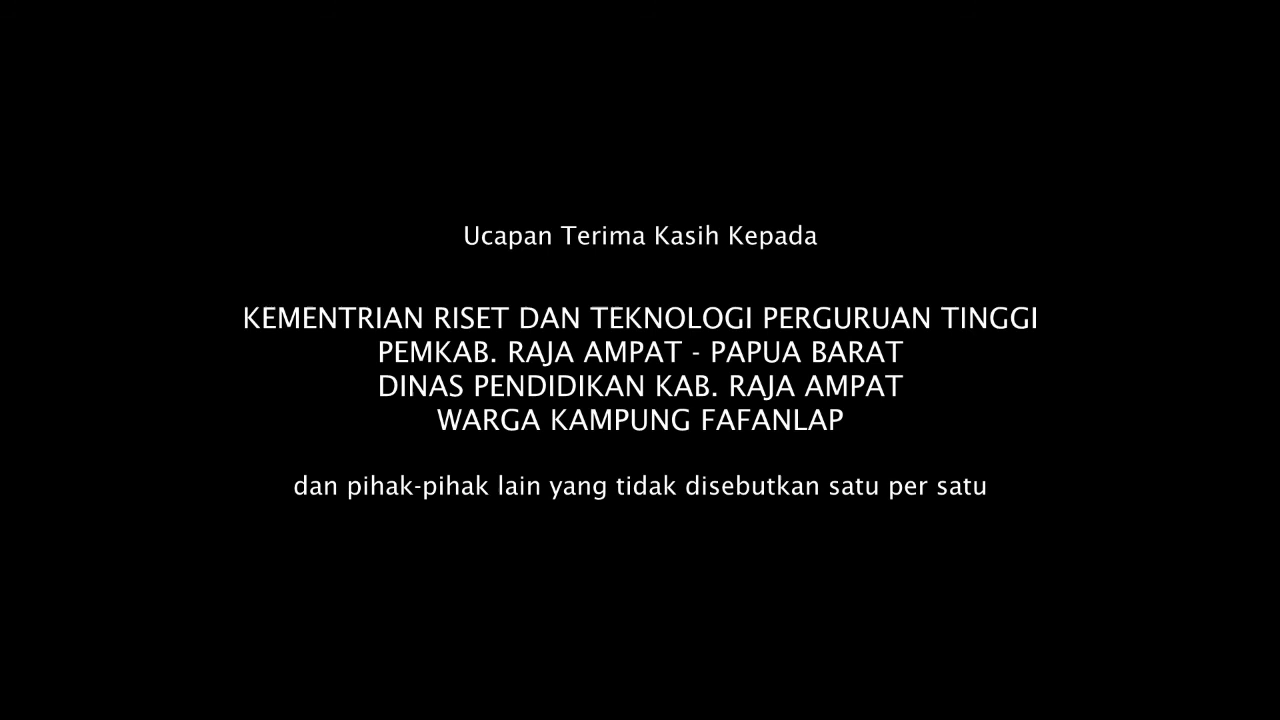 Ucapan Terima Kasih Kepada
KEMENTRIAN RISET DAN TEKNOLOGI PERGURUAN TINGGI
PEMKAB. RAJA AMPAT - PAPUA BARAT
DINAS PENDIDIKAN KAB. RAJA AMPAT
WARGA KAMPUNG FAFANLAP
dan pihak-pihak lain yang tidak disebutkan satu per satu